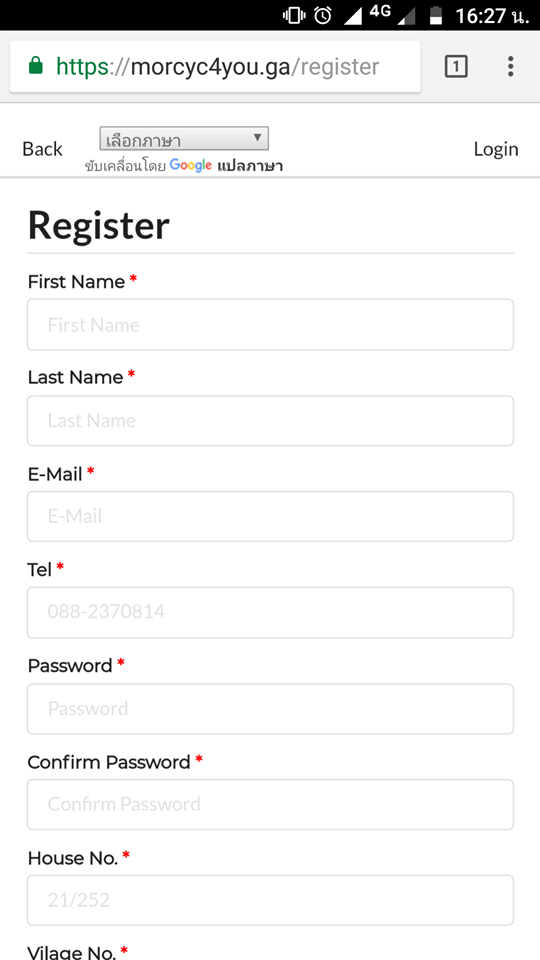 4G 16:27 น.
https://morcyc4you.ga/register 1
Back เลือกภาษา Login
ขับเคลื่อนโดย Google แปลภาษา
Register
First Name *
First Name
Last Name *
Last Name
E-Mail *
E-Mail
Tel *
088-2370814
Password *
Password
Confirm Password *
Confirm Password
House No. *
21/252
Vilage No. *